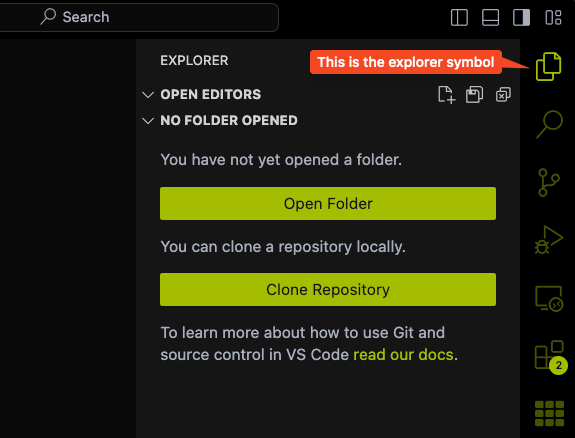 Search
EXPLORER
This is the explorer symbol
OPEN EDITORS
NO FOLDER OPENED
You have not yet opened a folder.
Open Folder
You can clone a repository locally.
Clone Repository
To learn more about how to use Git and
source control in VS Code read our docs.
2